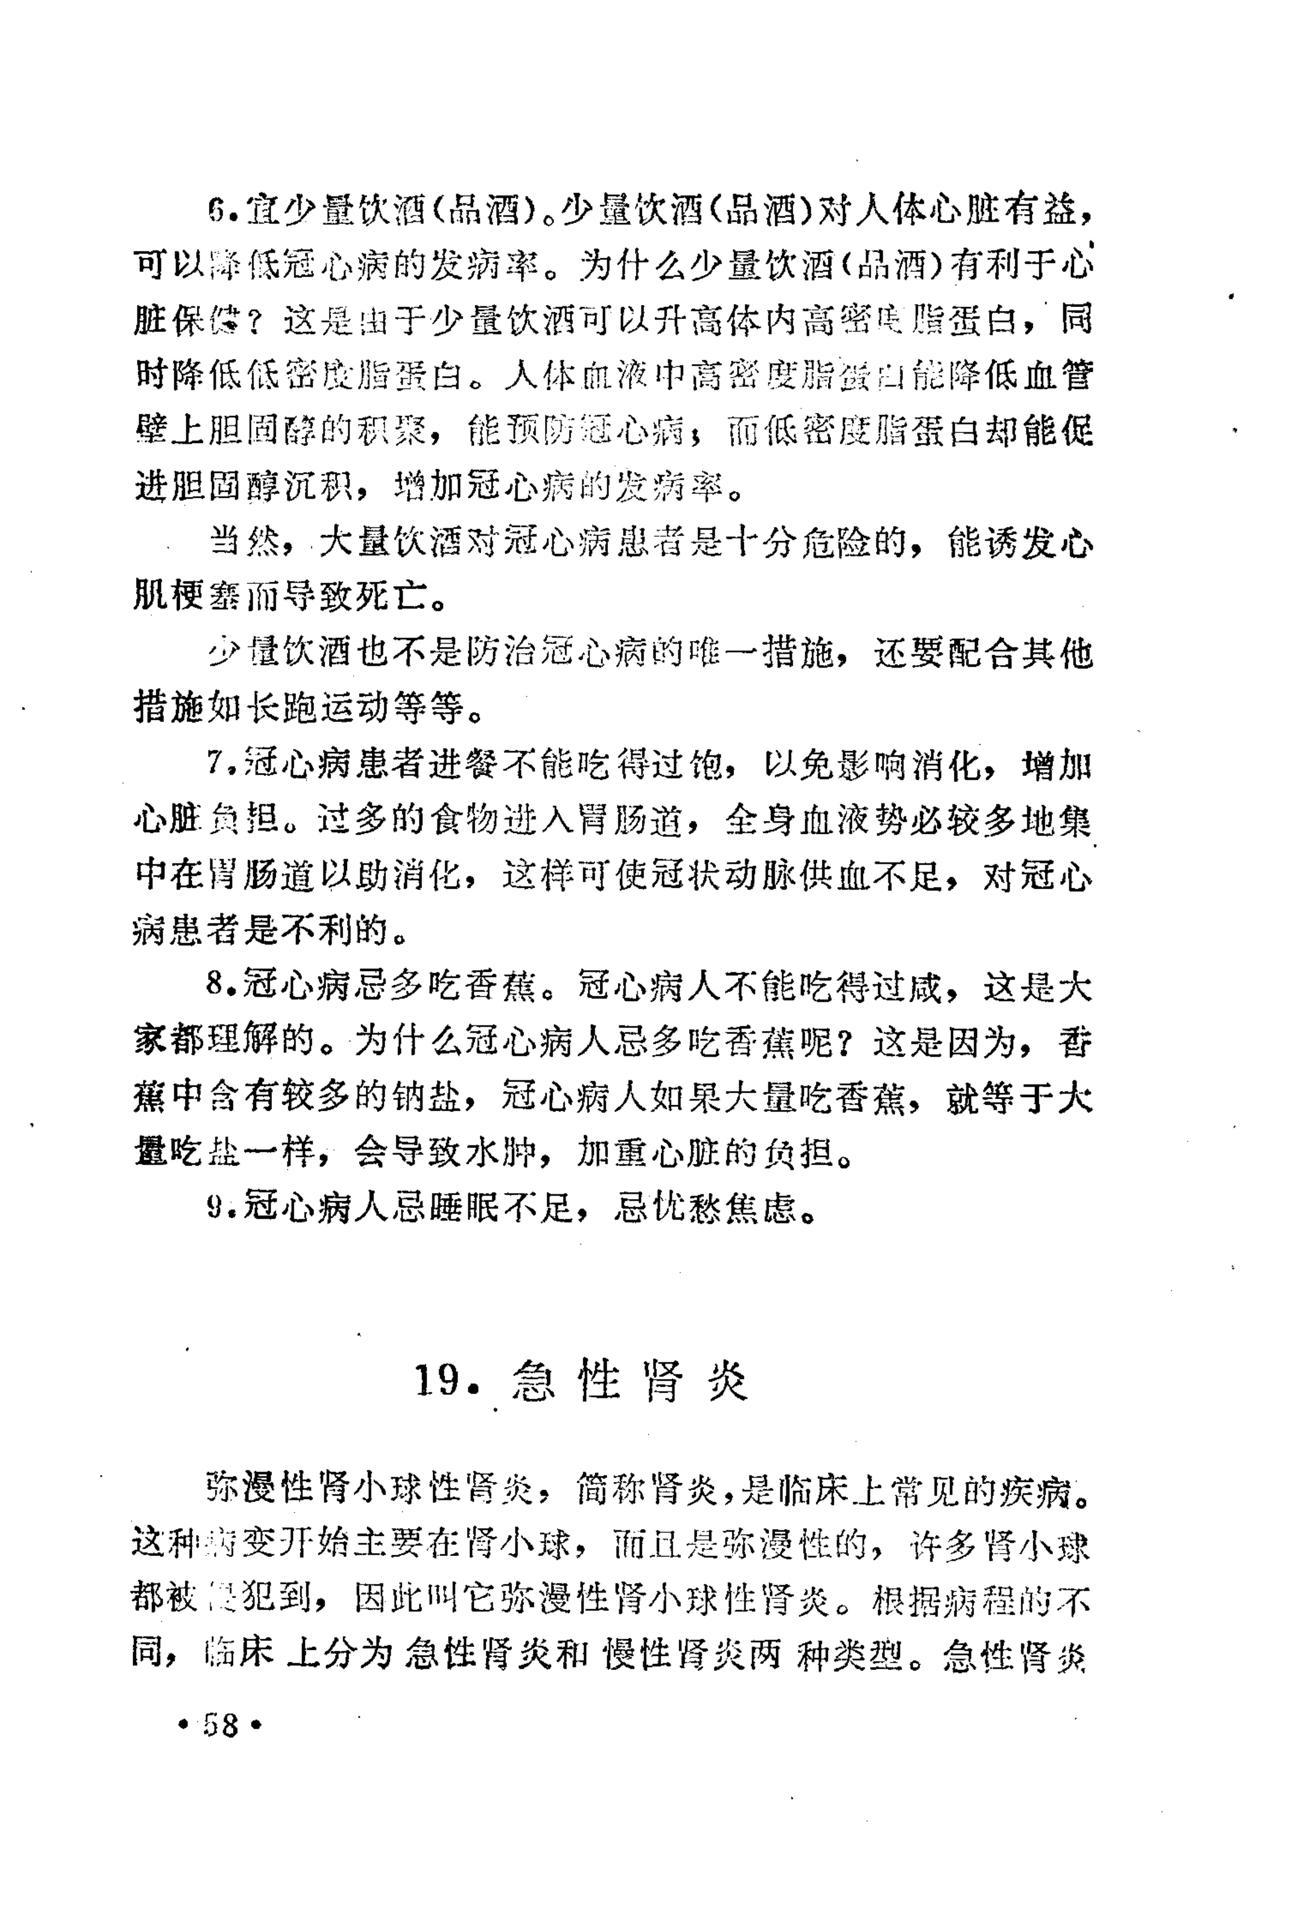 6.宜少量饮酒(品酒)。少量饮酒(品酒)对人体心脏有益，
可以降低冠心病的发病率。为什么少量饮酒(品酒)有利于心
脏保健？这是由于少量饮酒可以升高体内高密度脂蛋白，同
时降低低密度脂蛋白。人体血液中高密度脂蛋白能降低血管
壁上胆固醇的积聚，能预防冠心病；而低密度脂蛋白却能促
进胆固醇沉积，增加冠心病的发病率。
当然，大量饮酒对冠心病患者是十分危险的，能诱发心
肌梗塞而导致死亡。
少量饮酒也不是防治冠心病的唯一措施，还要配合其他
措施如长跑运动等等。
7.冠心病患者进餐不能吃得过饱，以免影响消化，增加
心脏负担。过多的食物进入胃肠道，全身血液势必较多地集
中在胃肠道以助消化，这样可使冠状动脉供血不足，对冠心
病患者是不利的。
8.冠心病忌多吃香蕉。冠心病人不能吃得过咸，这是大
家都理解的。为什么冠心病人忌多吃香蕉呢？这是因为，香
蕉中含有较多的钠盐，冠心病人如果大量吃香蕉，就等于大
量吃盐一样，会导致水肿，加重心脏的负担。
9.冠心病人忌睡眠不足，忌忧愁焦虑。
19.急性肾炎
弥漫性肾小球性肾炎，简称肾炎，是临床上常见的疾病。
这种病变开始主要在肾小球，而且是弥漫性的，许多肾小球
都被侵犯到，因此叫它弥漫性肾小球性肾炎。根据病程的不
同，临床上分为急性肾炎和慢性肾炎两种类型。急性肾炎
·58·